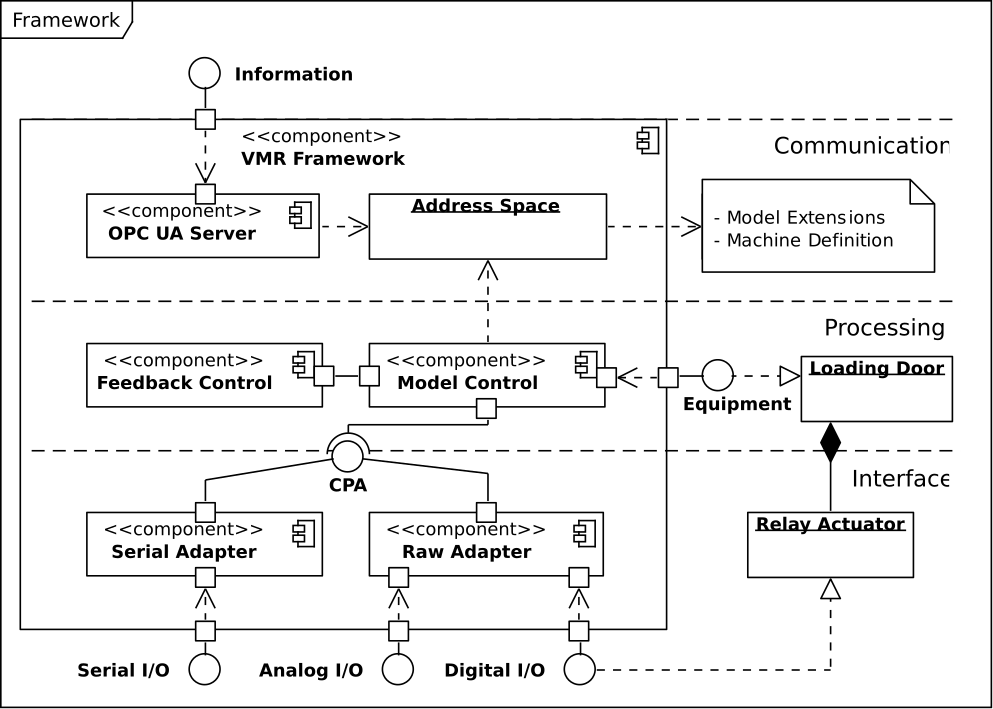 Framework
Information
<<component>>
VMR Framework
Communication
<<component>>
OPC UA Server
Address Space
- Model Extensions
- Machine Definition
Processing
<<component>>
Feedback Control
<<component>>
Model Control
Equipment
Loading Door
CPA
Interface
<<component>>
Serial Adapter
<<component>>
Raw Adapter
Relay Actuator
Serial I/O
Analog I/O
Digital I/O